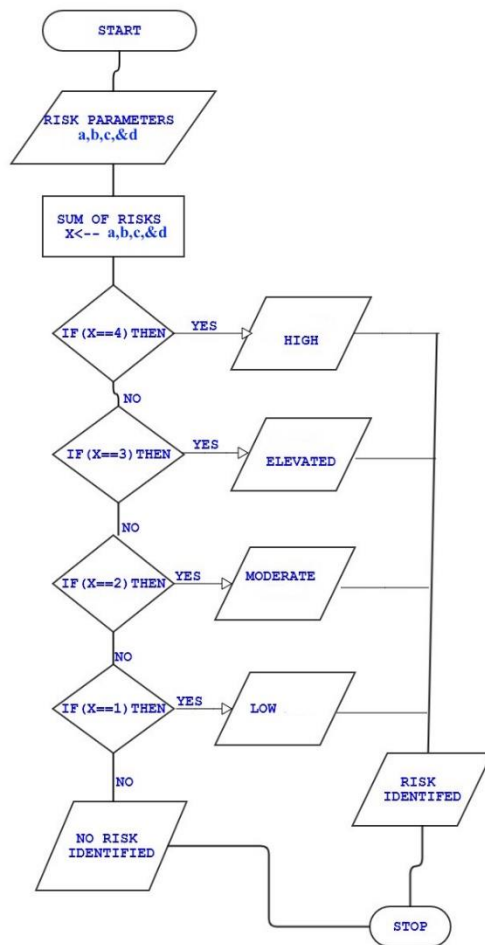 START
RISK PARAMETERS
a,b,c,&d
SUM OF RISKS
X<-- a,b,c,&d
IF(X==4)THEN
YES
HIGH
NO
IF(X==3)THEN
YES
ELEVATED
NO
IF(X==2)THEN
YES
MODERATE
NO
IF(X==1)THEN
YES
LOW
NO
RISK
IDENTIFED
NO RISK
IDENTIFIED
STOP